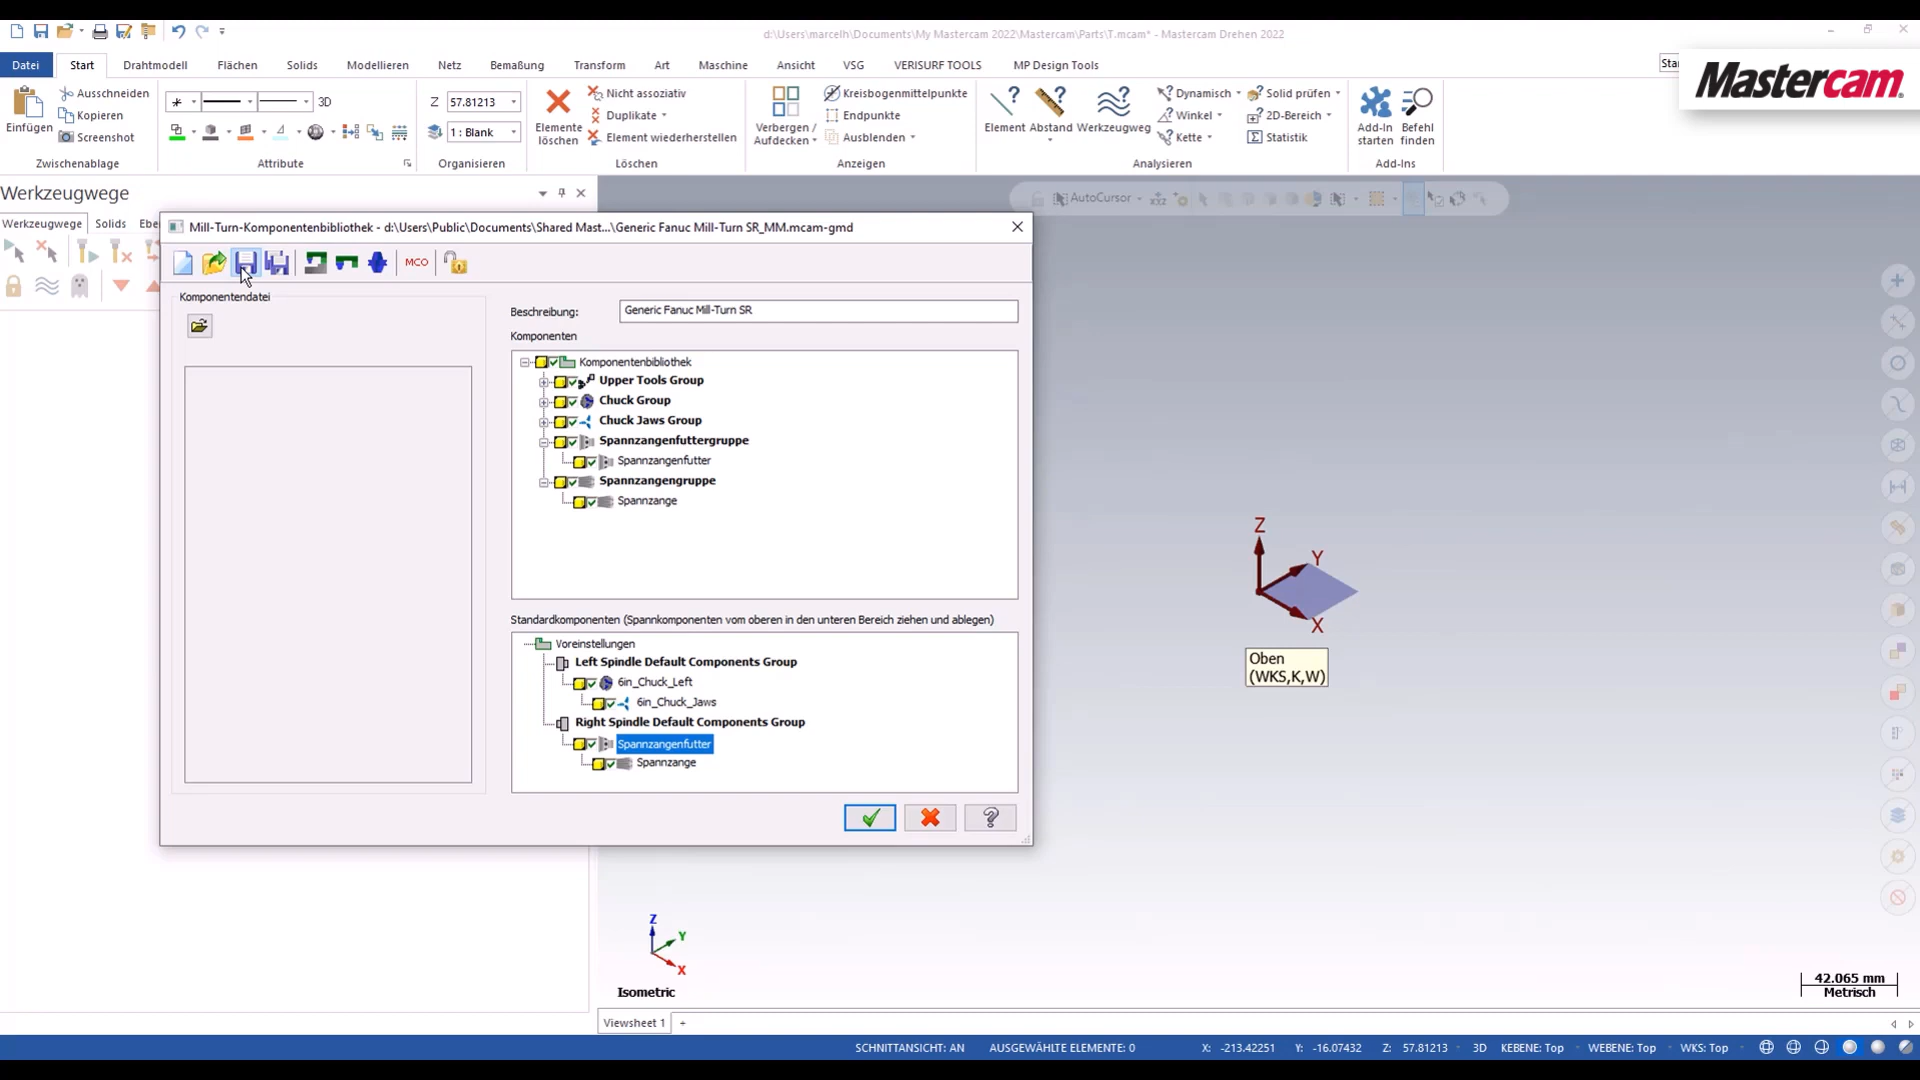 d:\Users\marcelh\Documents\My Mastercam 2022\Mastercam\Parts\T.mcam* - Mastercam Drehen 2022
Datei Start Drahtmodell Flächen Solids Modellieren Netz Bemaßung Transform Art Maschine Ansicht VSG VERISURF TOOLS MP Design Tools
Mastercam
Einfügen
Ausschneiden
Kopieren
Screenshot
Zwischenablage
3D
Attribute
Z 57.81213
1 : Blank
Organisieren
Elemente löschen
Nicht assoziativ
Duplikate
Element wiederherstellen
Löschen
Verbergen / Aufdecken
Kreisbogenmittelpunkte
Endpunkte
Ausblenden
Anzeigen
Element Abstand Werkzeugweg
Dynamisch
Winkel
Kette
Solid prüfen
2D-Bereich
Statistik
Analysieren
Add-In starten
Befehl finden
Add-Ins
Werkzeugwege
Werkzeugwege Solids Ebe
AutoCursor
Mill-Turn-Komponentenbibliothek - d:\Users\Public\Documents\Shared Mast...\Generic Fanuc Mill-Turn SR_MM.mcam-gmd
MCO
Komponentendatei
Beschreibung: Generic Fanuc Mill-Turn SR
Komponenten
Komponentenbibliothek
Upper Tools Group
Chuck Group
Chuck Jaws Group
Spannzangenfuttergruppe
Spannzangenfutter
Spannzangengruppe
Spannzange
Standardkomponenten (Spannkomponenten vom oberen in den unteren Bereich ziehen und ablegen)
Voreinstellungen
Left Spindle Default Components Group
6in_Chuck_Left
6in_Chuck_Jaws
Right Spindle Default Components Group
Spannzangenfutter
Spannzange
Z
Y
X
Oben
(WKS,K,W)
Z
Y
X
Isometric
42.065 mm
Metrisch
Viewsheet 1 +
SCHNITTANSICHT: AN AUSGEWÄHLTE ELEMENTE: 0 X: -213.42251 Y: -16.07432 Z: 57.81213 3D KEBENE: Top WEBENE: Top WKS: Top